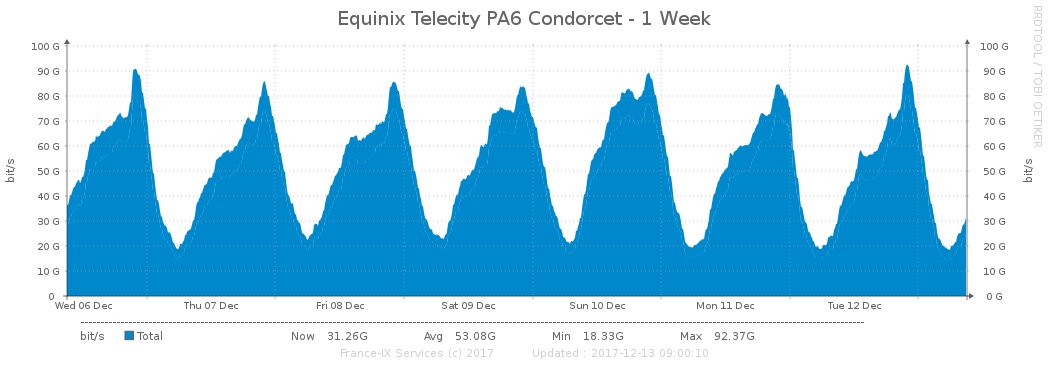 Equinix Telecity PA6 Condorcet - 1 Week
RRDTOOL / TOBI OETIKER
bit/s
bit/s
100 G 100 G
90 G 90 G
80 G 80 G
70 G 70 G
60 G 60 G
50 G 50 G
40 G 40 G
30 G 30 G
20 G 20 G
10 G 10 G
0 0 G
Wed 06 Dec Thu 07 Dec Fri 08 Dec Sat 09 Dec Sun 10 Dec Mon 11 Dec Tue 12 Dec
bit/s Total Now 31.26G Avg 53.08G Min 18.33G Max 92.37G
France-IX Services (c) 2017 Updated : 2017-12-13 09:00:10